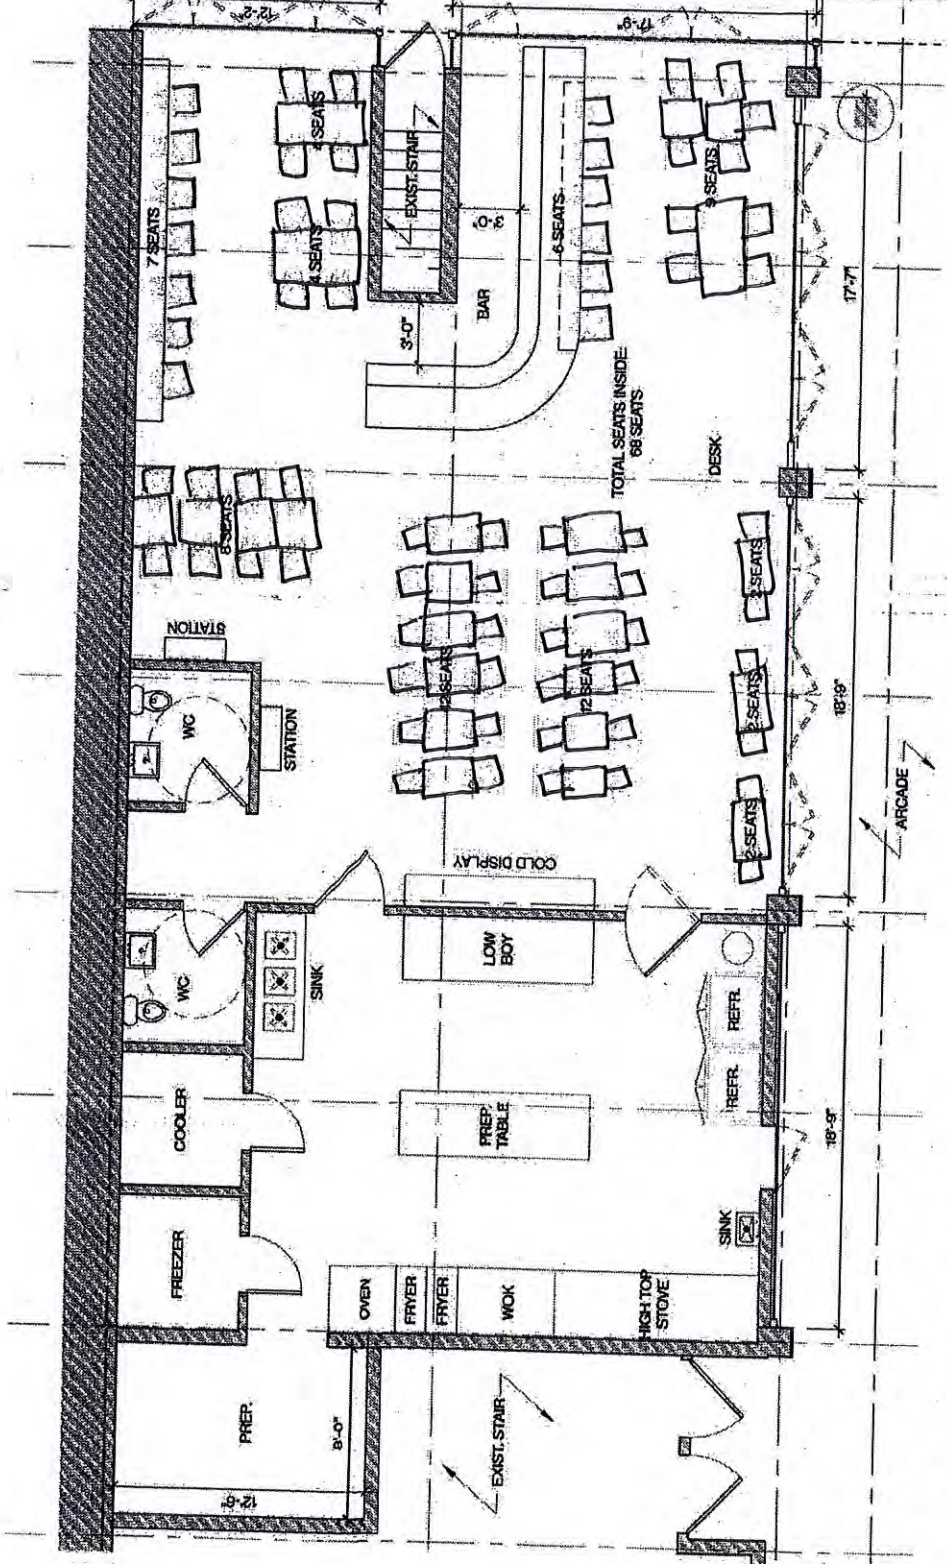 12'-2"
17'-9"
7 SEATS
4 SEATS
4 SEATS
EXIST. STAIR
3'-0"
BAR
3'-0"
6 SEATS
9 SEATS
17'-7"
TOTAL SEATS INSIDE:
68 SEATS
DESK
8 SEATS
STATION
WC
STATION
12 SEATS
12 SEATS
2 SEATS
2 SEATS
2 SEATS
18'-9"
ARCADE
COLD DISPLAY
WC
SINK
LOW
BOY
REFR.
REFR.
COOLER
PREP.
TABLE
18'-9"
FREEZER
SINK
OVEN
FRYER
FRYER
WOK
HIGH TOP
STOVE
PREP.
8'-0"
12'-6"
EXIST. STAIR